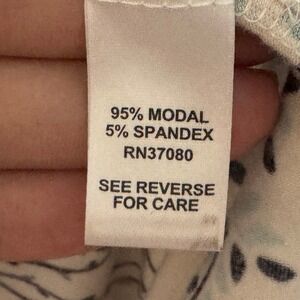 95% MODAL
5% SPANDEX
RN37080
SEE REVERSE
FOR CARE